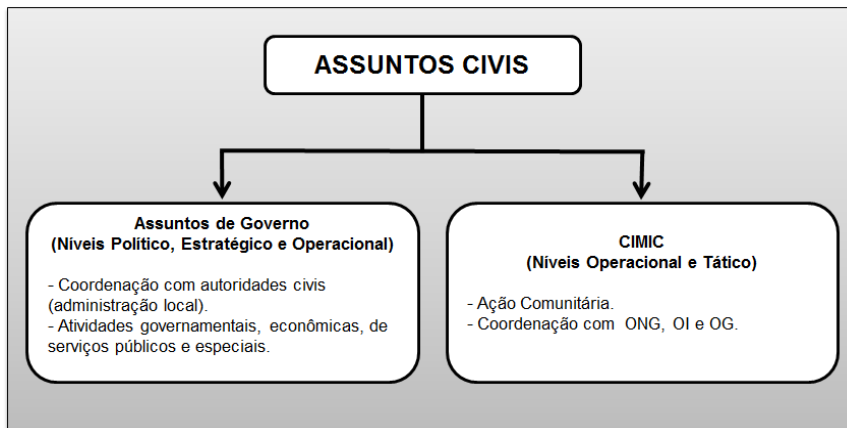 ASSUNTOS CIVIS
Assuntos de Governo
(Níveis Político, Estratégico e Operacional)
- Coordenação com autoridades civis
(administração local).
- Atividades governamentais, econômicas, de
serviços públicos e especiais.
CIMIC
(Níveis Operacional e Tático)
- Ação Comunitária.
- Coordenação com ONG, OI e OG.